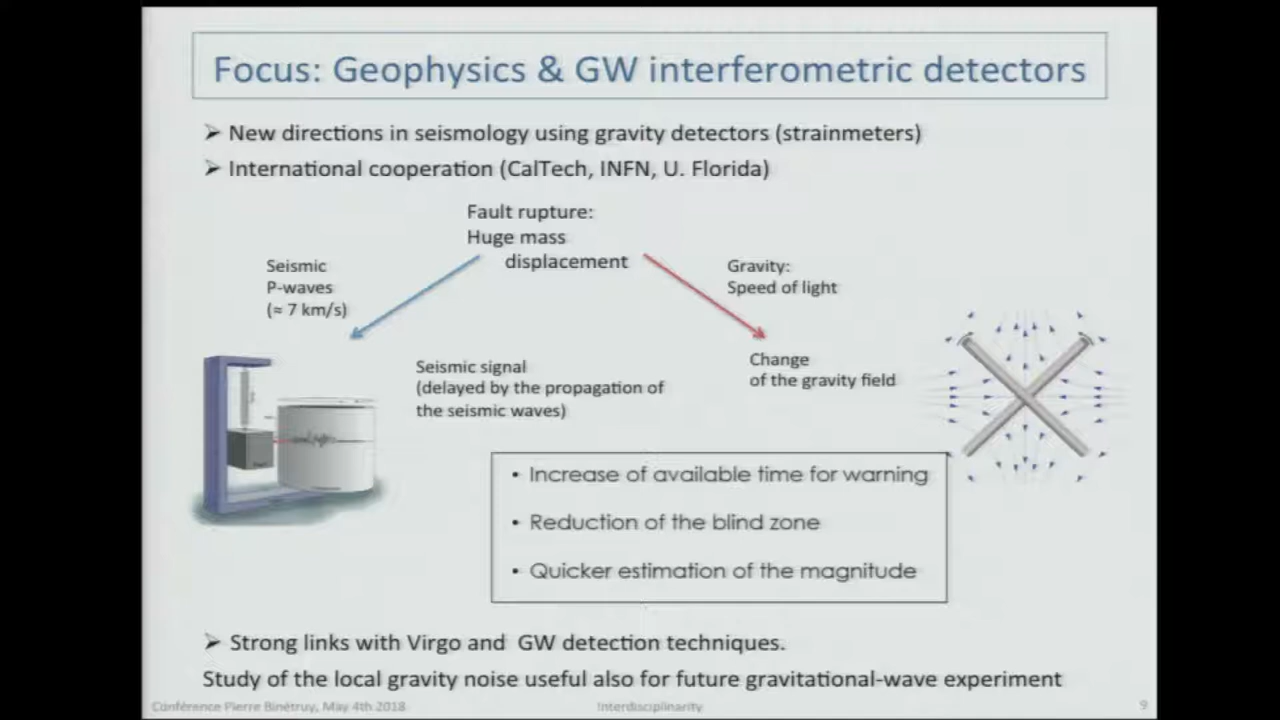 Focus: Geophysics & GW interferometric detectors
➢ New directions in seismology using gravity detectors (strainmeters)
➢ International cooperation (CalTech, INFN, U. Florida)
Fault rupture:
Huge mass
displacement
Seismic
P-waves
(≈ 7 km/s)
Gravity:
Speed of light
Seismic signal
(delayed by the propagation of
the seismic waves)
Change
of the gravity field
• Increase of available time for warning
• Reduction of the blind zone
• Quicker estimation of the magnitude
➢ Strong links with Virgo and GW detection techniques.
Study of the local gravity noise useful also for future gravitational-wave experiment
Conférence Pierre Binétruy, May 4th 2018
Interdisciplinarity
9